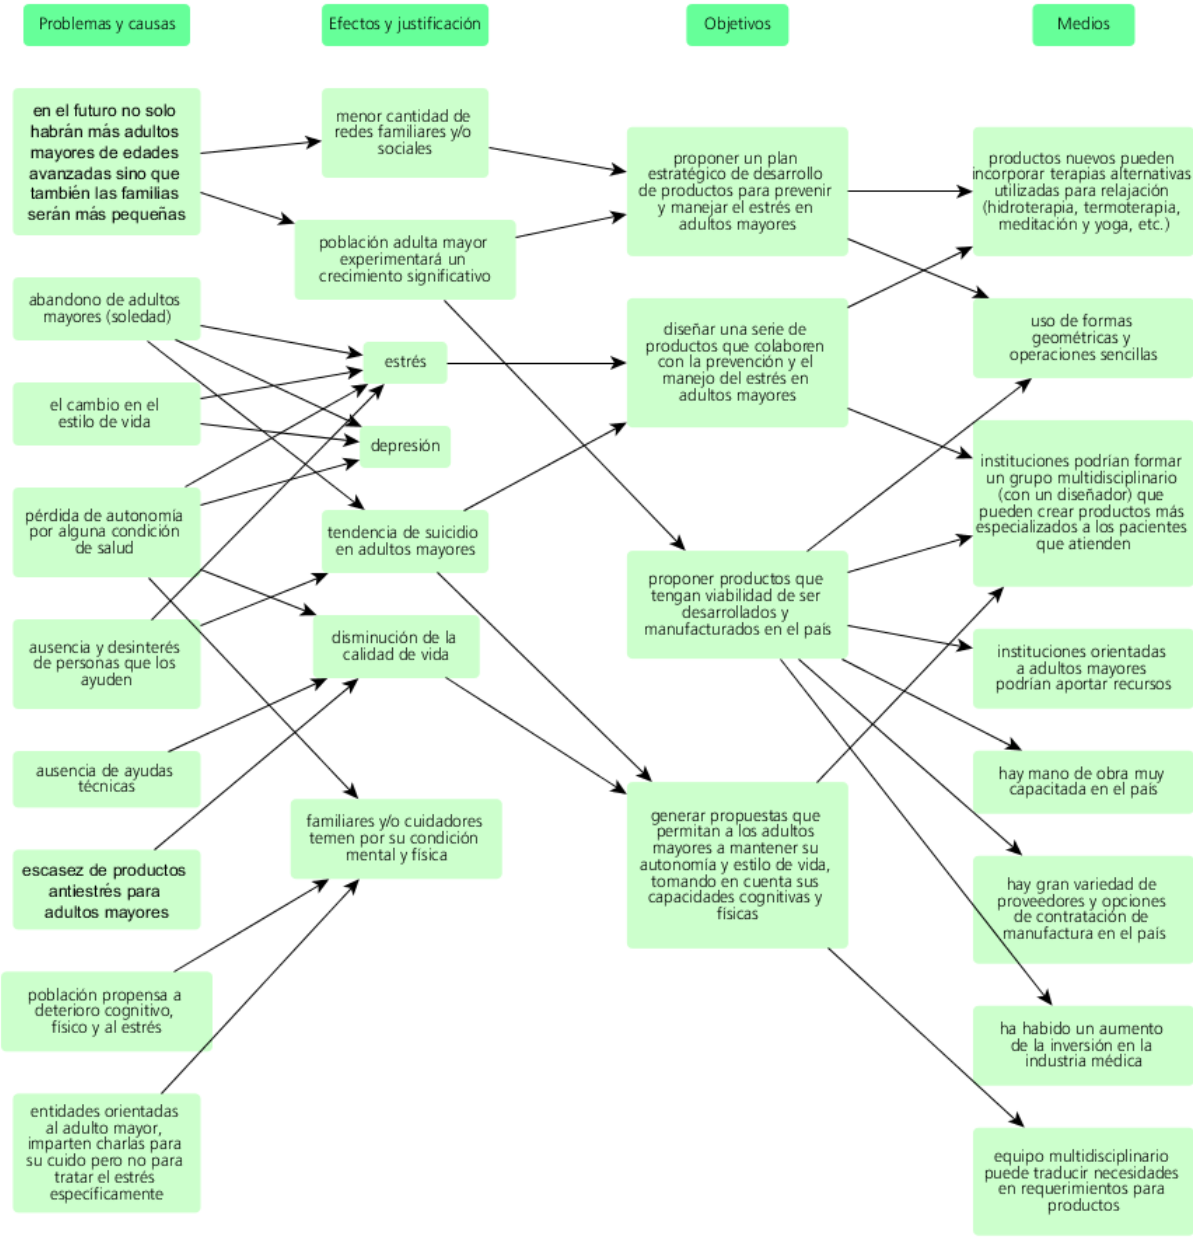 Problemas y causas
Efectos y justificación
Objetivos
Medios
en el futuro no solo
habrán más adultos
mayores de edades
avanzadas sino que
también las familias
serán más pequeñas
abandono de adultos
mayores (soledad)
el cambio en el
estilo de vida
pérdida de autonomía
por alguna condición
de salud
ausencia y desinterés
de personas que los
ayuden
ausencia de ayudas
técnicas
escasez de productos
antiestrés para
adultos mayores
población propensa a
deterioro cognitivo,
físico y al estrés
entidades orientadas
al adulto mayor,
imparten charlas para
su cuido pero no para
tratar el estrés
específicamente
menor cantidad de
redes familiares y/o
sociales
población adulta mayor
experimentará un
crecimiento significativo
estrés
depresión
tendencia de suicidio
en adultos mayores
disminución de la
calidad de vida
familiares y/o cuidadores
temen por su condición
mental y física
proponer un plan
estratégico de desarrollo
de productos para prevenir
y manejar el estrés en
adultos mayores
diseñar una serie de
productos que colaboren
con la prevención y el
manejo del estrés en
adultos mayores
proponer productos que
tengan viabilidad de ser
desarrollados y
manufacturados en el país
generar propuestas que
permitan a los adultos
mayores a mantener su
autonomía y estilo de vida,
tomando en cuenta sus
capacidades cognitivas y
físicas
productos nuevos pueden
incorporar terapias alternativas
utilizadas para relajación
(hidroterapia, termoterapia,
meditación y yoga, etc.)
uso de formas
geométricas y
operaciones sencillas
instituciones podrían formar
un grupo multidisciplinario
(con un diseñador) que
pueden crear productos más
especializados a los pacientes
que atienden
instituciones orientadas
a adultos mayores
podrían aportar recursos
hay mano de obra muy
capacitada en el país
hay gran variedad de
proveedores y opciones
de contratación de
manufactura en el país
ha habido un aumento
de la inversión en la
industria médica
equipo multidisciplinario
puede traducir necesidades
en requerimientos para
productos